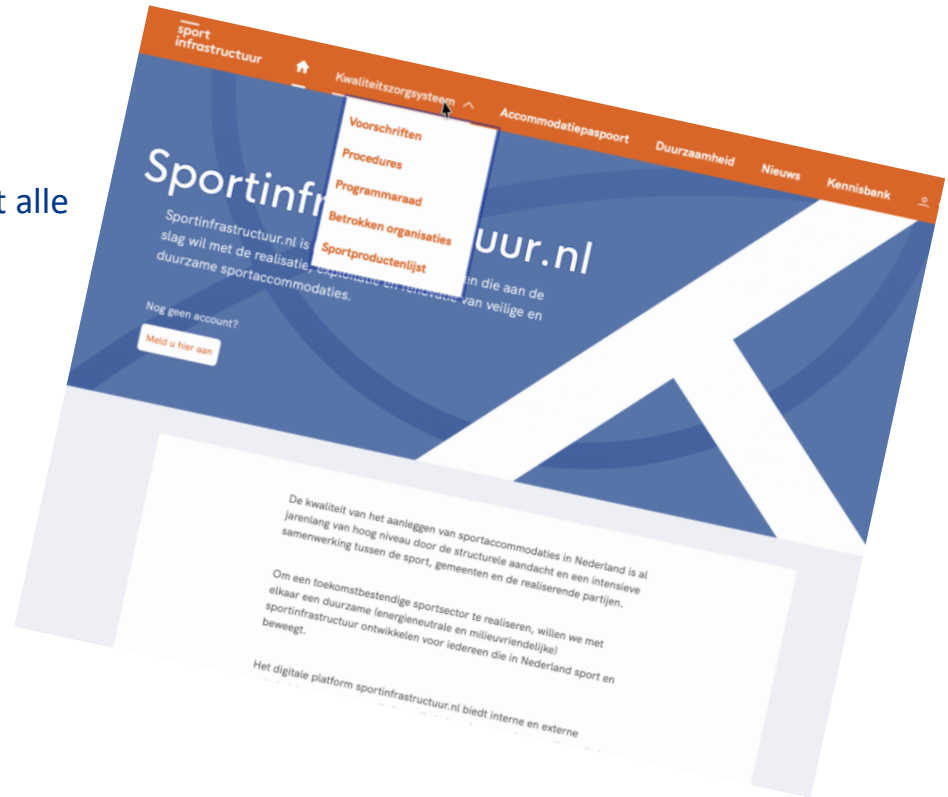 t alle
sport
infrastructuur
Kwaliteitszorgsysteem
Accommodatiepaspoort
Duurzaamheid
Nieuws
Kennisbank
Voorschriften
Procedures
Programmaraad
Betrokken organisaties
Sportproductenlijst
Sportinf uur.nl
Sportinfrastructuur.nl is en die aan de
slag wil met de realisatie, exploitatie en renovatie van veilige en
duurzame sportaccommodaties.
Nog geen account?
Meld u hier aan
De kwaliteit van het aanleggen van sportaccommodaties in Nederland is al
jarenlang van hoog niveau door de structurele aandacht en een intensieve
samenwerking tussen de sport, gemeenten en de realiserende partijen.
Om een toekomstbestendige sportsector te realiseren, willen we met
elkaar een duurzame (energieneutrale en milieuvriendelijke)
sportinfrastructuur ontwikkelen voor iedereen die in Nederland sport en
beweegt.
Het digitale platform sportinfrastructuur.nl biedt interne en externe